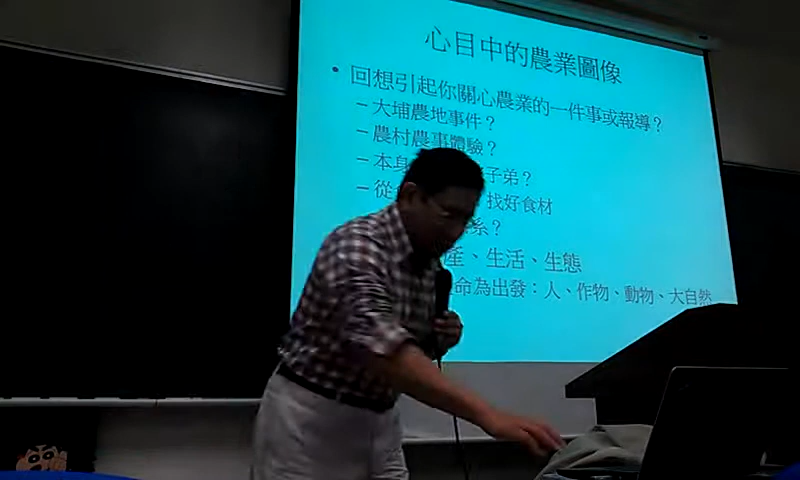 心目中的農業圖像
• 回想引起你關心農業的一件事或報導？
– 大埔農地事件？
– 農村農事體驗？
– 本身 子弟？
– 從 找好食材
係？
產、生活、生態
命為出發：人、作物、動物、大自然